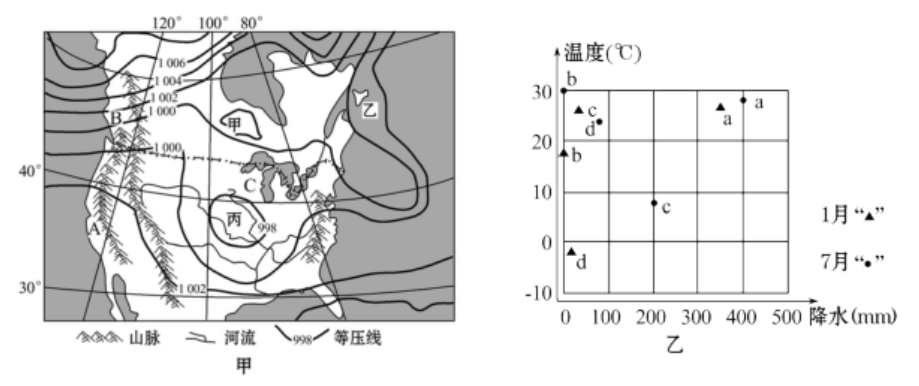 120° 100° 80°
1 006
1 004
1 002
1 000
B
甲
乙
1 000
40°
C
丙
998
A
30°
1 002
山脉 河流 998 等压线
甲
温度(℃)
b
30
c
a
d
a
20
b
10
c
1月“▲”
0
d
7月“●”
-10
0 100 200 300 400 500 降水(mm)
乙